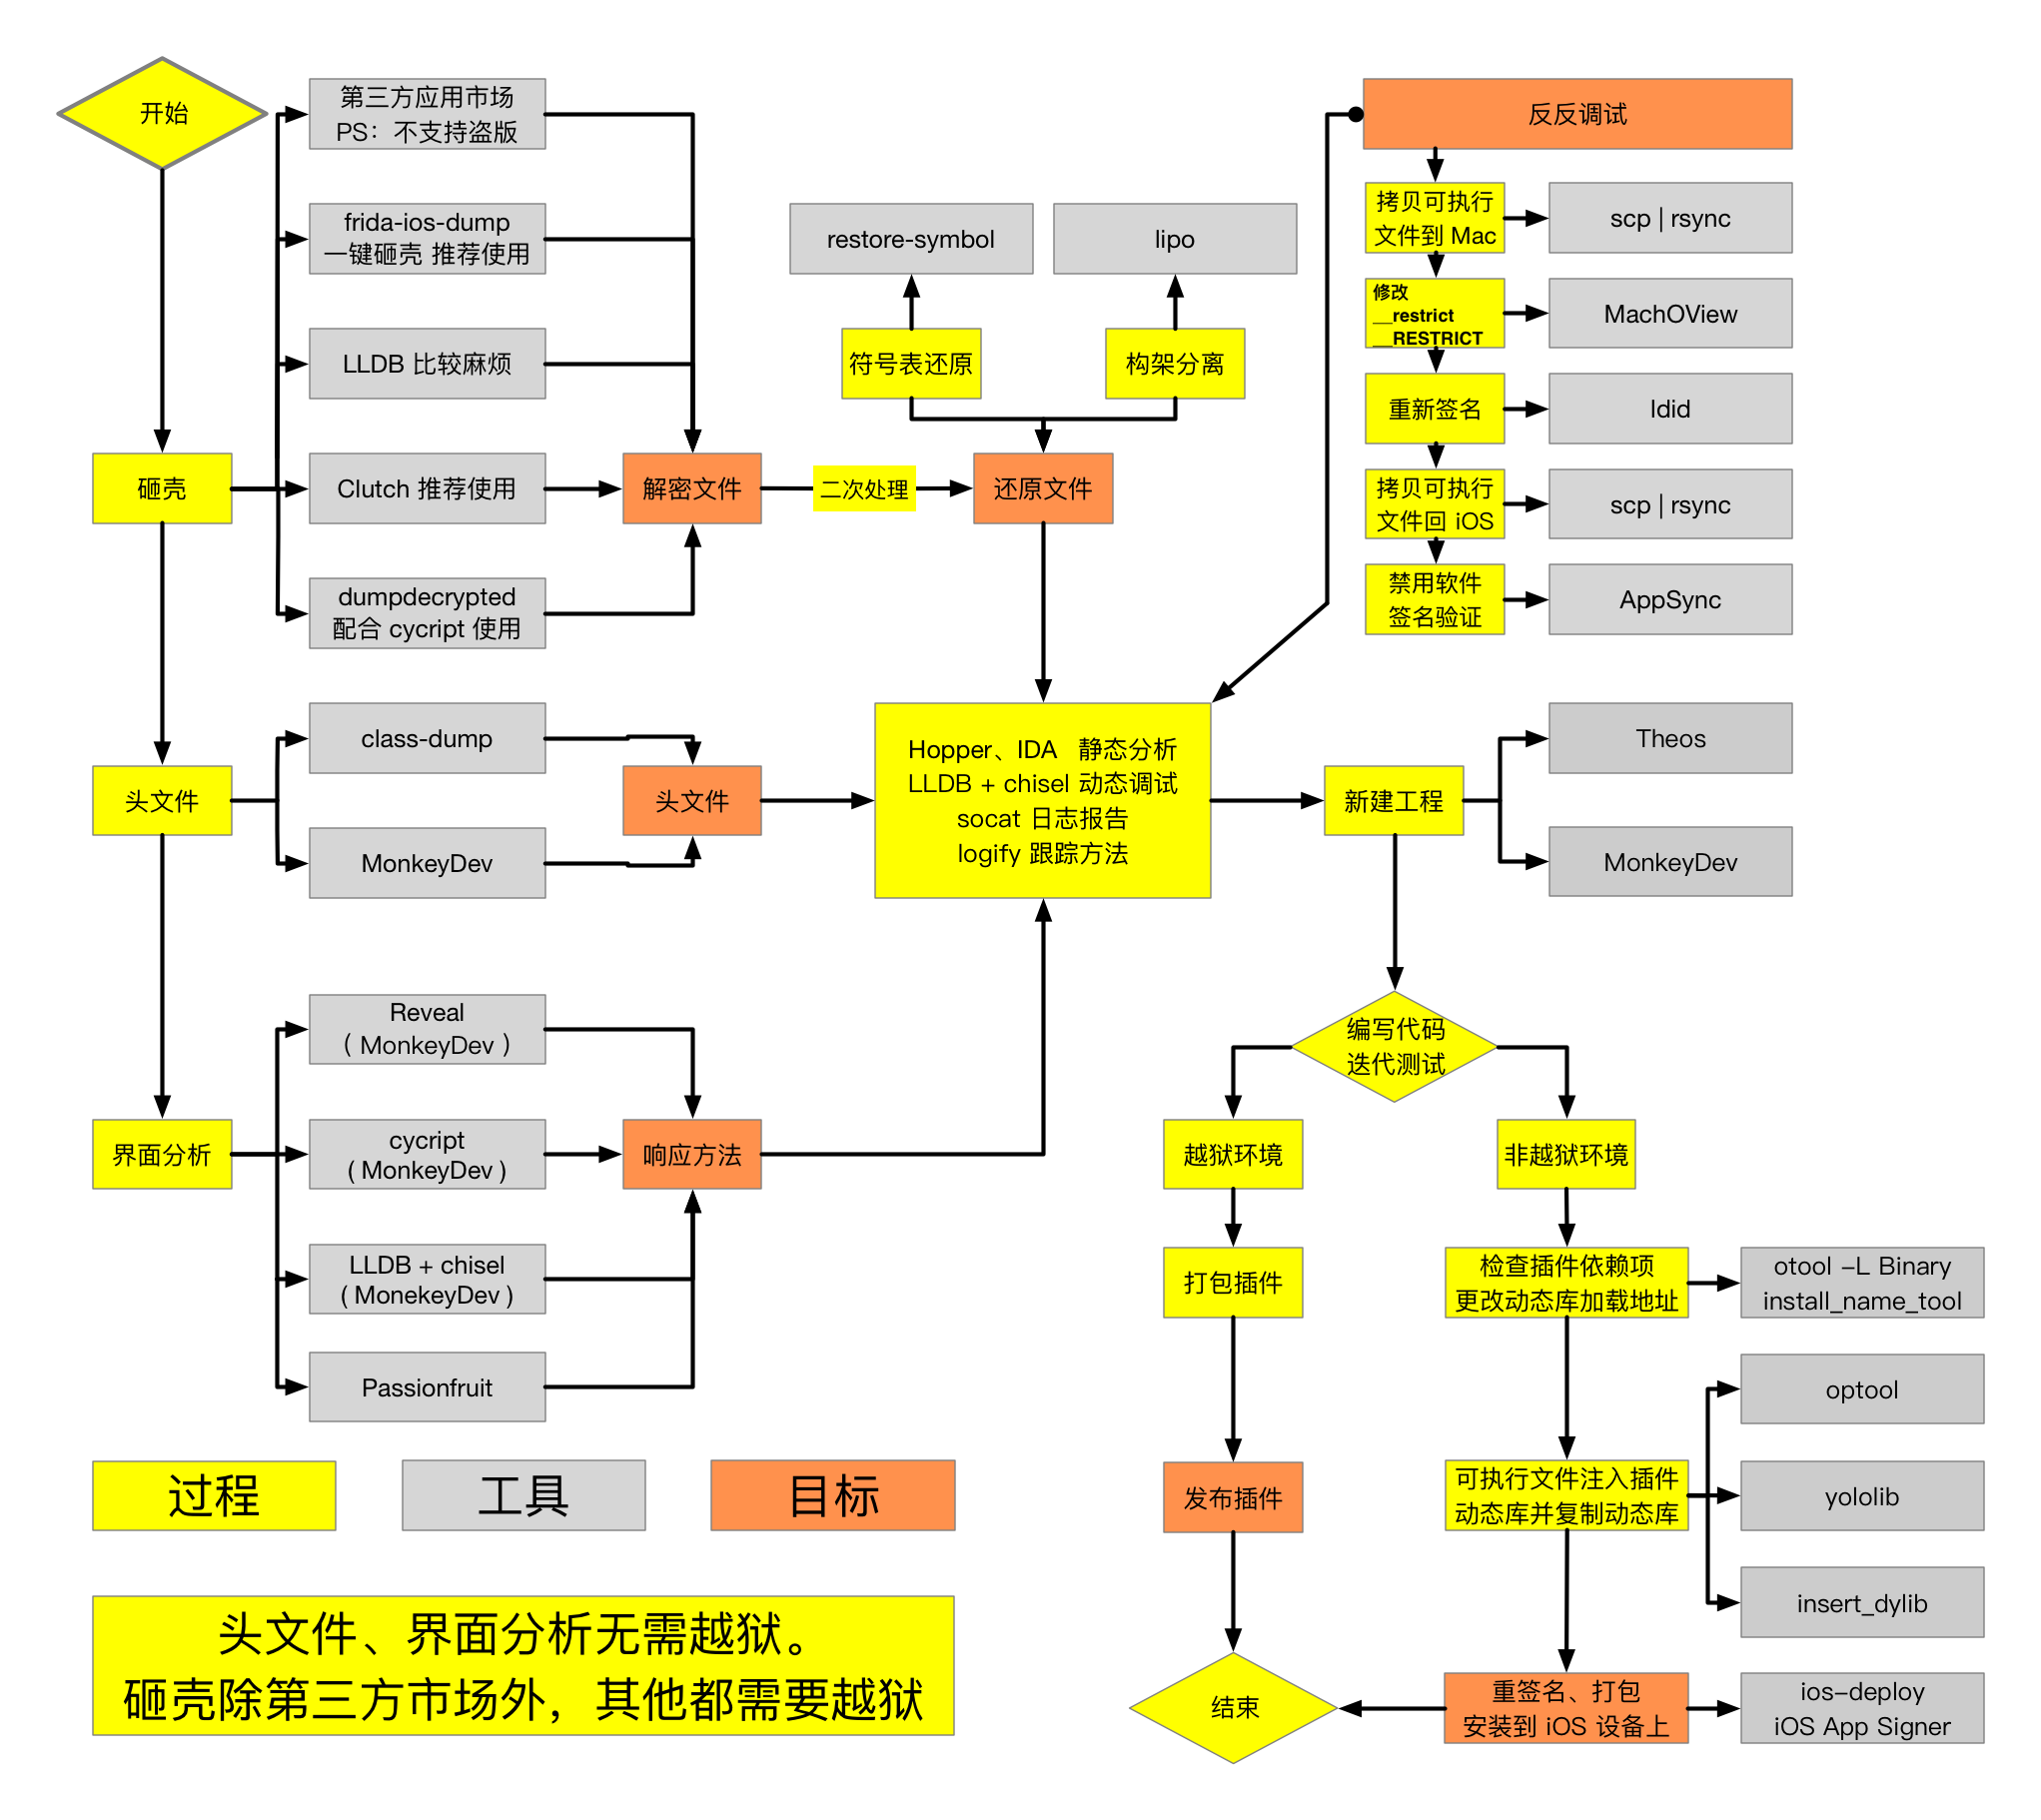 开始
第三方应用市场
PS：不支持盗版
frida-ios-dump
一键砸壳 推荐使用
LLDB 比较麻烦
砸壳
Clutch 推荐使用
dumpdecrypted
配合 cycript 使用
解密文件
二次处理
还原文件
restore-symbol
lipo
符号表还原
构架分离
反反调试
拷贝可执行
文件到 Mac
scp | rsync
修改
__restrict
__RESTRICT
MachOView
重新签名
ldid
拷贝可执行
文件回 iOS
scp | rsync
禁用软件
签名验证
AppSync
头文件
class-dump
MonkeyDev
头文件
Hopper、IDA 静态分析
LLDB + chisel 动态调试
socat 日志报告
logify 跟踪方法
新建工程
Theos
MonkeyDev
界面分析
Reveal
( MonkeyDev )
cycript
( MonkeyDev )
LLDB + chisel
( MonekeyDev )
Passionfruit
响应方法
编写代码
迭代测试
越狱环境
非越狱环境
打包插件
检查插件依赖项
更改动态库加载地址
otool –L Binary
install_name_tool
发布插件
可执行文件注入插件
动态库并复制动态库
optool
yololib
insert_dylib
结束
重签名、打包
安装到 iOS 设备上
ios–deploy
iOS App Signer
过程
工具
目标
头文件、界面分析无需越狱。
砸壳除第三方市场外，其他都需要越狱